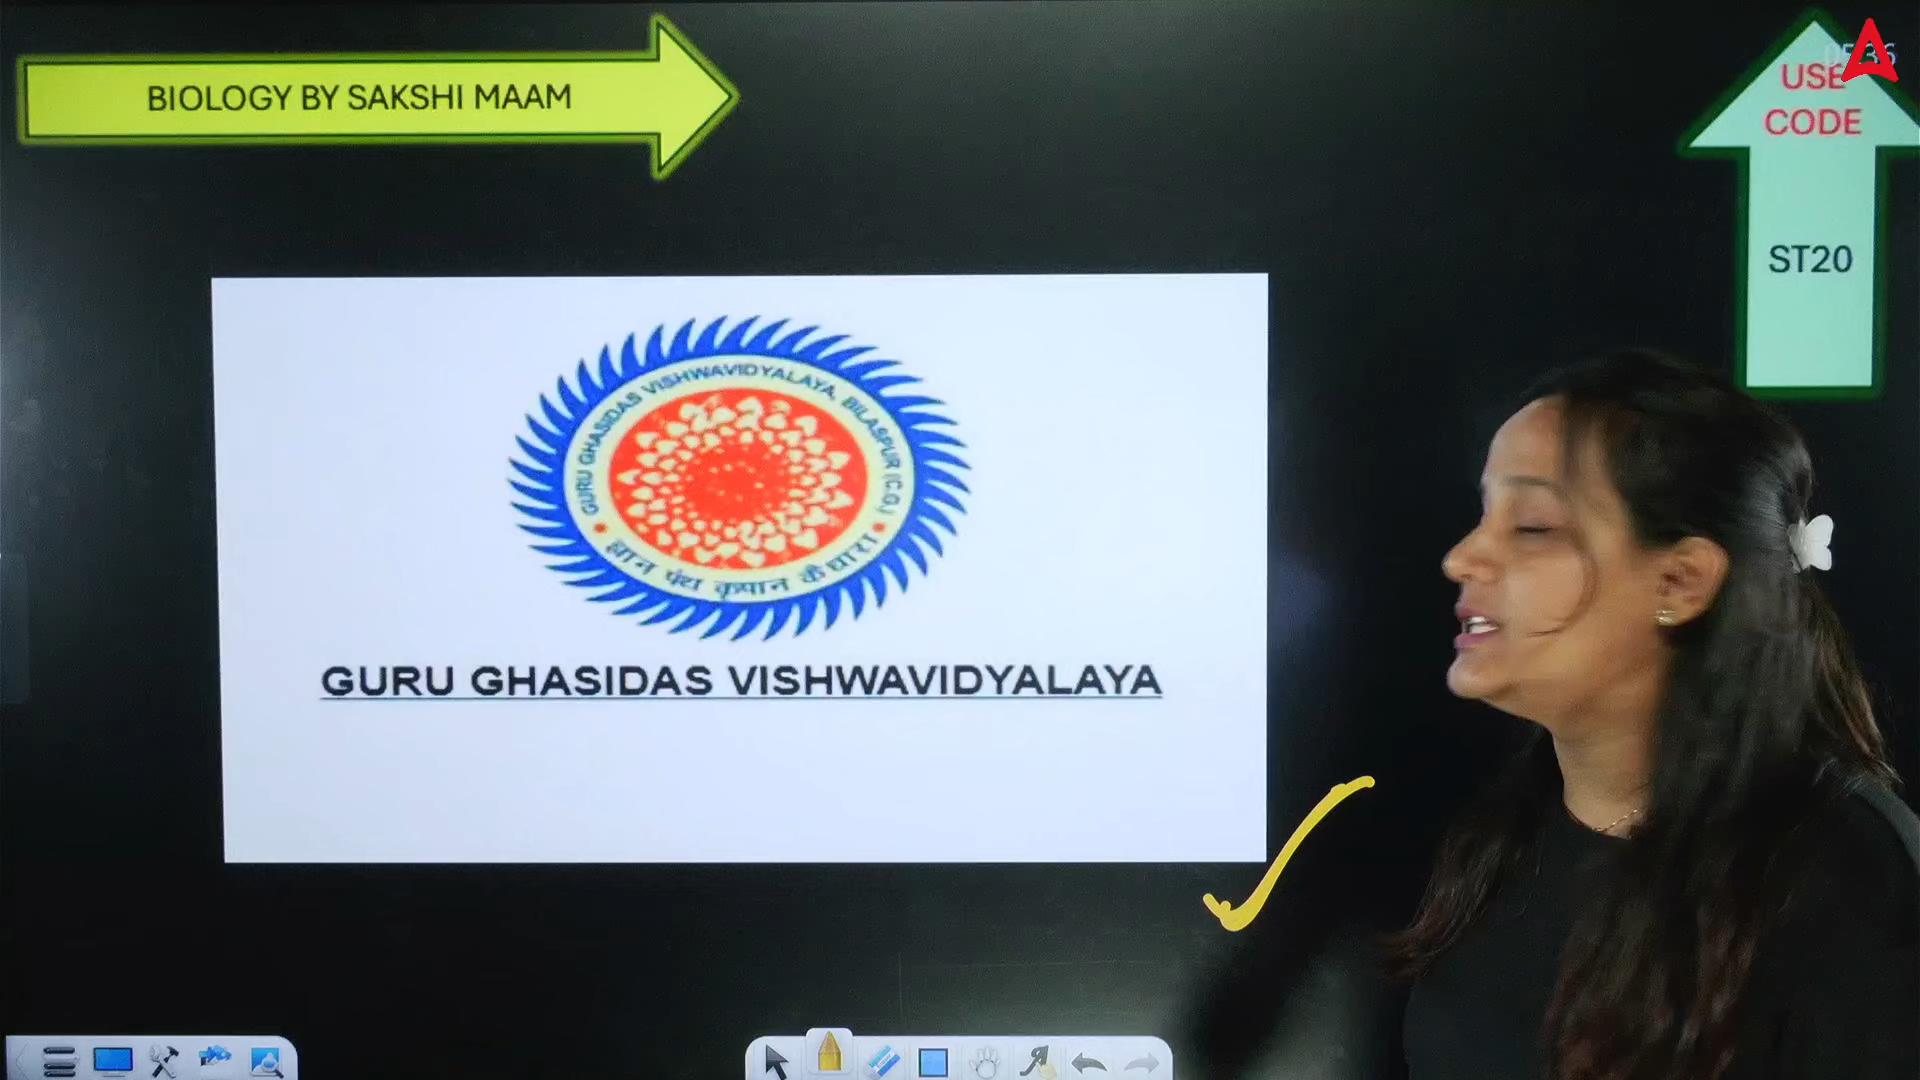 BIOLOGY BY SAKSHI MAAM
USE
CODE
ST20
GURU GHASIDAS VISHWAVIDYALAYA, BILASPUR (C.G.)
ज्ञान पंथ कृपान कै धारा
GURU GHASIDAS VISHWAVIDYALAYA